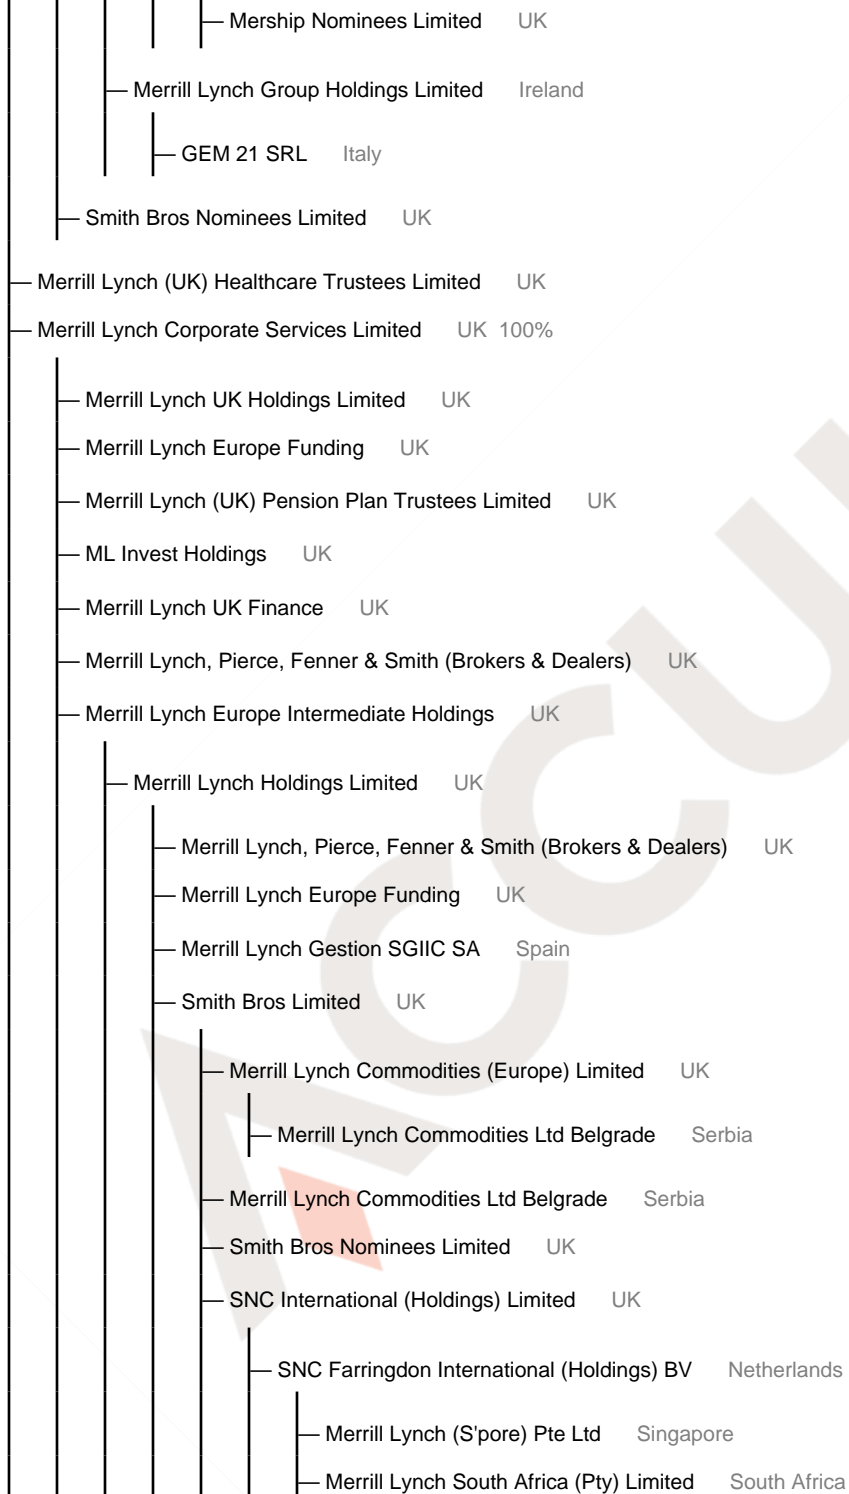 Mership Nominees Limited UK
Merrill Lynch Group Holdings Limited Ireland
GEM 21 SRL Italy
Smith Bros Nominees Limited UK
Merrill Lynch (UK) Healthcare Trustees Limited UK
Merrill Lynch Corporate Services Limited UK 100%
Merrill Lynch UK Holdings Limited UK
Merrill Lynch Europe Funding UK
Merrill Lynch (UK) Pension Plan Trustees Limited UK
ML Invest Holdings UK
Merrill Lynch UK Finance UK
Merrill Lynch, Pierce, Fenner & Smith (Brokers & Dealers) UK
Merrill Lynch Europe Intermediate Holdings UK
Merrill Lynch Holdings Limited UK
Merrill Lynch, Pierce, Fenner & Smith (Brokers & Dealers) UK
Merrill Lynch Europe Funding UK
Merrill Lynch Gestion SGIIC SA Spain
Smith Bros Limited UK
Merrill Lynch Commodities (Europe) Limited UK
Merrill Lynch Commodities Ltd Belgrade Serbia
Merrill Lynch Commodities Ltd Belgrade Serbia
Smith Bros Nominees Limited UK
SNC International (Holdings) Limited UK
SNC Farringdon International (Holdings) BV Netherlands
Merrill Lynch (S'pore) Pte Ltd Singapore
Merrill Lynch South Africa (Pty) Limited South Africa